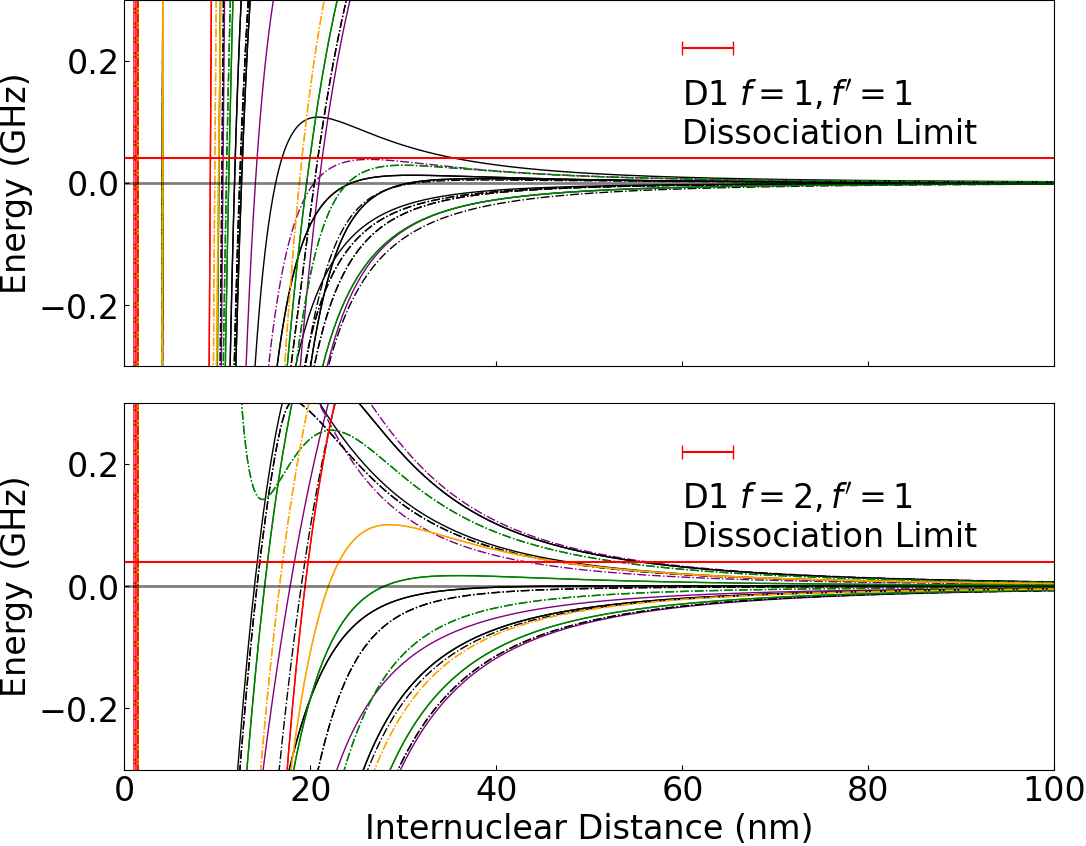 0.2
0.0
−0.2
Energy (GHz)
D1 f = 1, f′ = 1
Dissociation Limit
0.2
0.0
−0.2
Energy (GHz)
D1 f = 2, f′ = 1
Dissociation Limit
0 20 40 60 80 100
Internuclear Distance (nm)